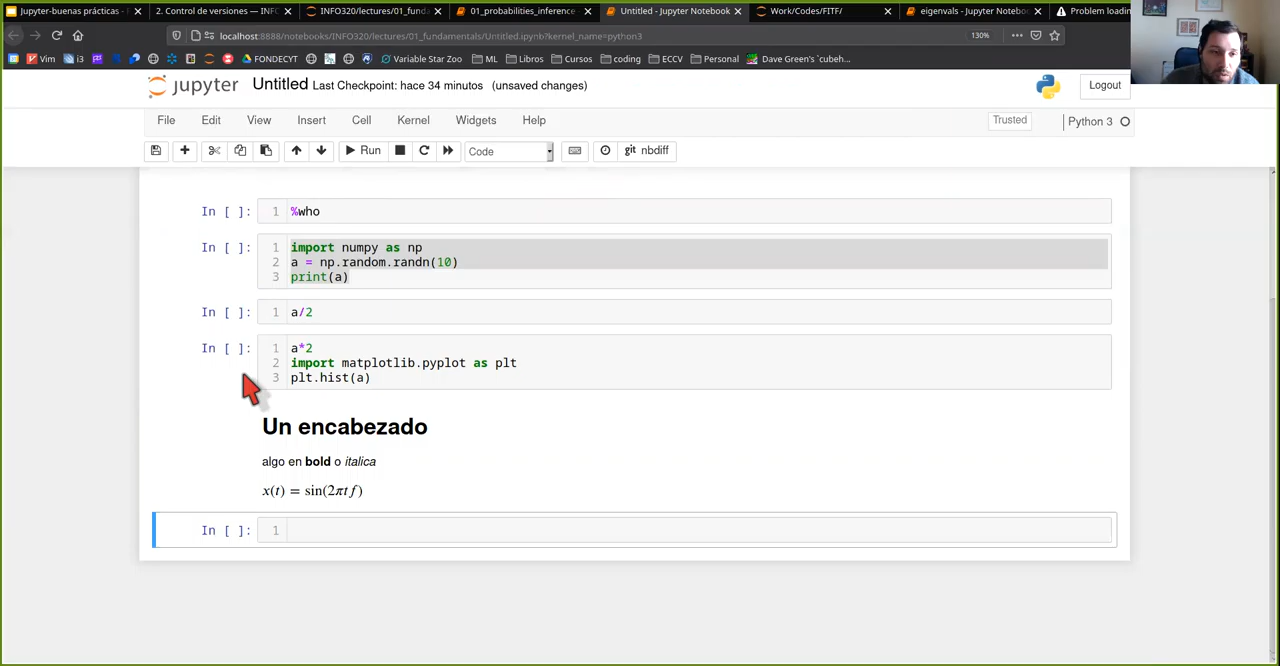 Jupyter-buenas prácticas - F
2. Control de versiones — INFO
INFO320/lectures/01_funda
01_probabilities_inference
Untitled - Jupyter Notebook
Work/Codes/FITF/
eigenvals - Jupyter Notebo
Problem loadin
localhost:8888/notebooks/INFO320/lectures/01_fundamentals/Untitled.ipynb?kernel_name=python3
130%
Vim
i3
FONDECYT
Variable Star Zoo
ML
Libros
Cursos
coding
ECCV
Personal
Dave Green's `cubeh…
jupyter Untitled Last Checkpoint: hace 34 minutos (unsaved changes)
Logout
File Edit View Insert Cell Kernel Widgets Help
Trusted
Python 3
Run
Code
git nbdiff
In [ ]: 1 %who
In [ ]: 1 import numpy as np
2 a = np.random.randn(10)
3 print(a)
In [ ]: 1 a/2
In [ ]: 1 a*2
2 import matplotlib.pyplot as plt
3 plt.hist(a)
Un encabezado
algo en bold o italica
x(t) = sin(2πtf)
In [ ]: 1